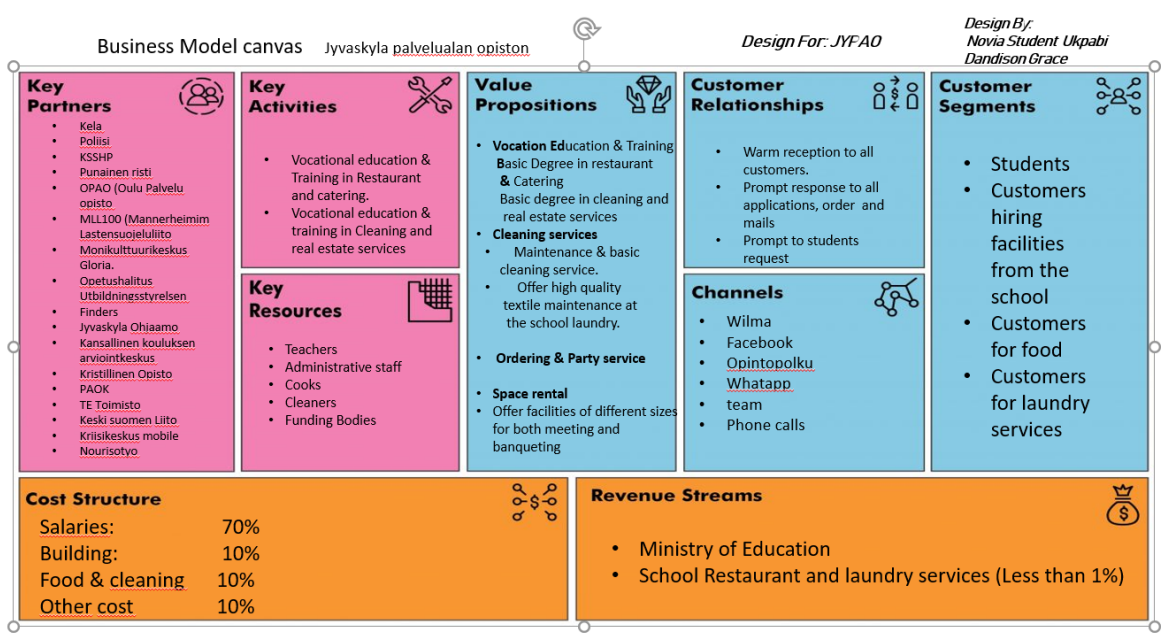 Business Model canvas Jyvaskyla palvelualan opiston
Design For: JYPAO
Design By:
Novia Student Ukpabi
Dandison Grace
Key
Partners
• Kela
• Poliisi
• KSSHP
• Punainen risti
• OPAO (Oulu Palvelu
opisto
• MLL100 (Mannerheimim
Lastensuojeluliito
• Monikulttuurikeskus
Gloria.
• Opetushalitus
Utbildningsstyrelsen
• Finders
• Jyvaskyla Ohjaamo
• Kansallinen kouluksen
arviointkeskus
• Kristillinen Opisto
• PAOK
• TE Toimisto
• Keski suomen Liito
• Kriisikeskus mobile
• Nourisotyo
Key
Activities
• Vocational education &
Training in Restaurant
and catering.
• Vocational education &
training in Cleaning and
real estate services
Key
Resources
• Teachers
• Administrative staff
• Cooks
• Cleaners
• Funding Bodies
Value
Propositions
• Vocation Education & Training
Basic Degree in restaurant
& Catering
Basic degree in cleaning and
real estate services
• Cleaning services
• Maintenance & basic
cleaning service.
• Offer high quality
textile maintenance at
the school laundry.
• Ordering & Party service
• Space rental
• Offer facilities of different sizes
for both meeting and
banqueting
Customer
Relationships
• Warm reception to all
customers.
• Prompt response to all
applications, order and
mails
• Prompt to students
request
Channels
• Wilma
• Facebook
• Opintopolku
• Whatapp
• team
• Phone calls
Customer
Segments
• Students
• Customers
hiring
facilities
from the
school
• Customers
for food
• Customers
for laundry
services
Cost Structure
Salaries: 70%
Building: 10%
Food & cleaning 10%
Other cost 10%
Revenue Streams
• Ministry of Education
• School Restaurant and laundry services (Less than 1%)